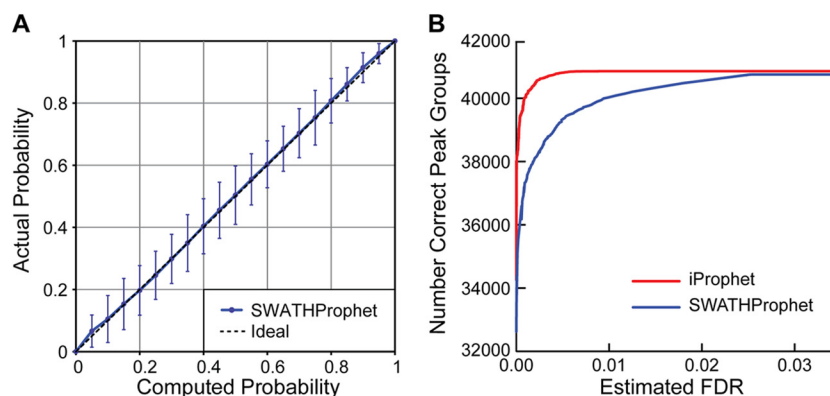 A
1
0.8
0.6
0.4
0.2
0
Actual Probability
0
0.2
0.4
0.6
0.8
1
Computed Probability
SWATHProphet
Ideal
B
42000
40000
38000
36000
34000
32000
Number Correct Peak Groups
0.00
0.01
0.02
0.03
Estimated FDR
iProphet
SWATHProphet